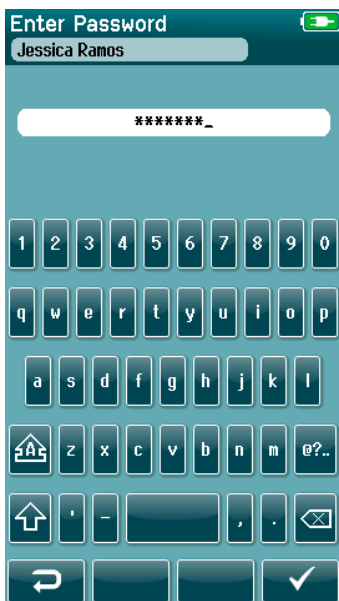 Enter Password
Jessica Ramos
*******_
1 2 3 4 5 6 7 8 9 0
q w e r t y u i o p
a s d f g h j k l
A z x c v b n m @?..
' - , .